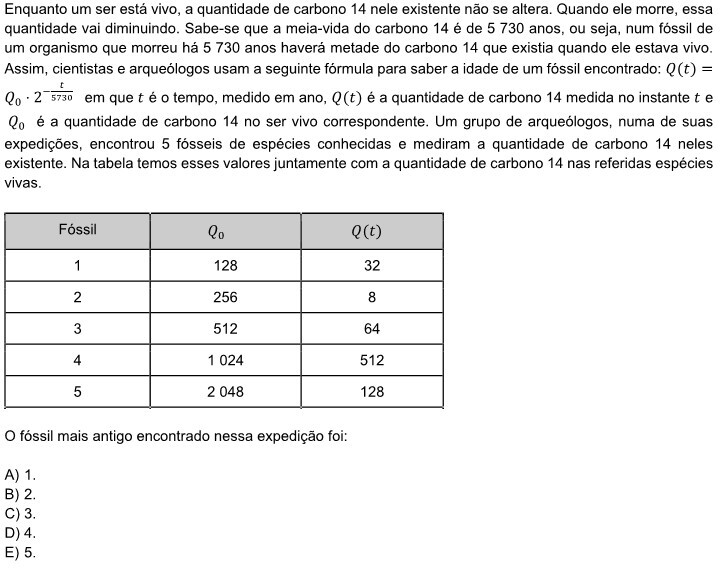 Enquanto um ser está vivo, a quantidade de carbono 14 nele existente não se altera. Quando ele morre, essa
quantidade vai diminuindo. Sabe-se que a meia-vida do carbono 14 é de 5 730 anos, ou seja, num fóssil de
um organismo que morreu há 5 730 anos haverá metade do carbono 14 que existia quando ele estava vivo.
Assim, cientistas e arqueólogos usam a seguinte fórmula para saber a idade de um fóssil encontrado: Q(t) =
Q₀ · 2^(-t/5730) em que t é o tempo, medido em ano, Q(t) é a quantidade de carbono 14 medida no instante t e
Q₀ é a quantidade de carbono 14 no ser vivo correspondente. Um grupo de arqueólogos, numa de suas
expedições, encontrou 5 fósseis de espécies conhecidas e mediram a quantidade de carbono 14 neles
existente. Na tabela temos esses valores juntamente com a quantidade de carbono 14 nas referidas espécies
vivas.
Fóssil Q₀ Q(t)
1 128 32
2 256 8
3 512 64
4 1 024 512
5 2 048 128
O fóssil mais antigo encontrado nessa expedição foi:
A) 1.
B) 2.
C) 3.
D) 4.
E) 5.